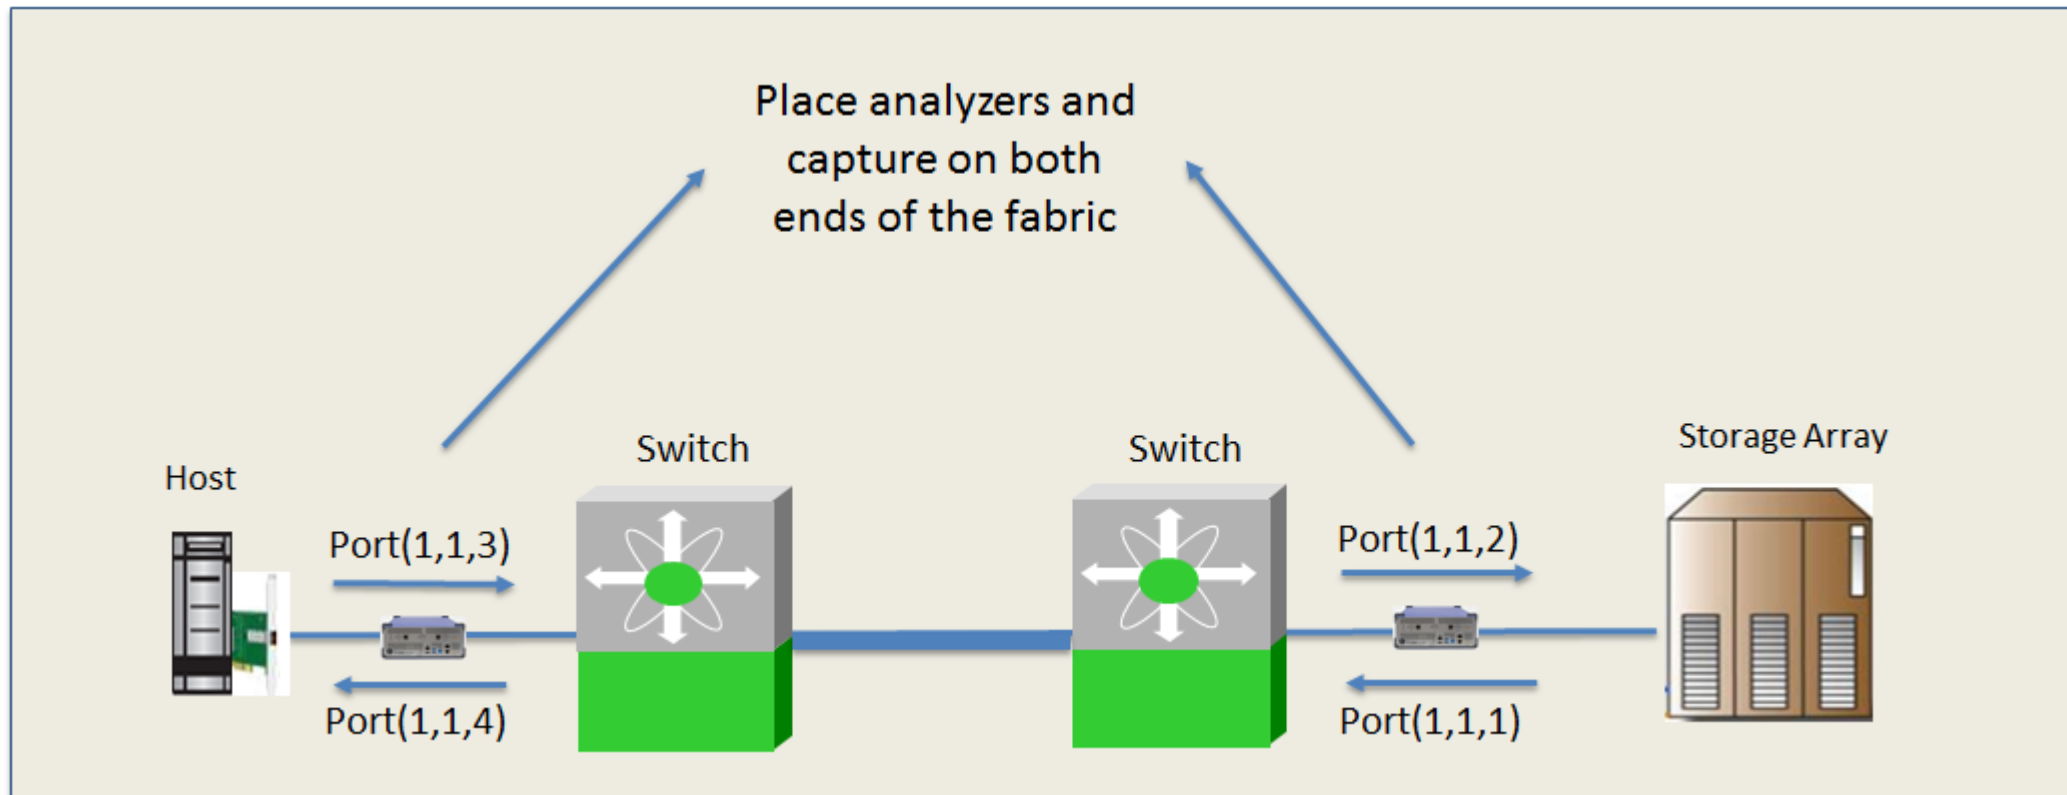 Place analyzers and
capture on both
ends of the fabric
Switch
Switch
Storage Array
Host
Port(1,1,3)
Port(1,1,2)
Port(1,1,4)
Port(1,1,1)